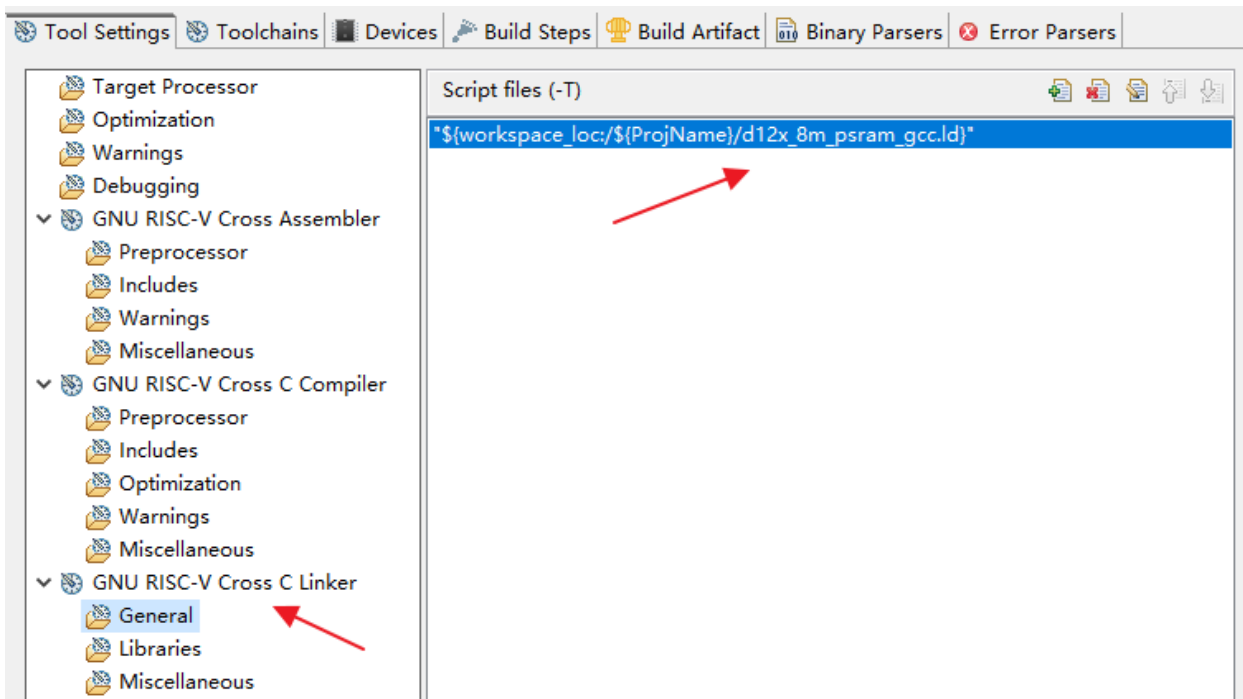 Tool Settings Toolchains Devices Build Steps Build Artifact Binary Parsers Error Parsers
Target Processor
Optimization
Warnings
Debugging
GNU RISC-V Cross Assembler
Preprocessor
Includes
Warnings
Miscellaneous
GNU RISC-V Cross C Compiler
Preprocessor
Includes
Optimization
Warnings
Miscellaneous
GNU RISC-V Cross C Linker
General
Libraries
Miscellaneous
Script files (-T)
"${workspace_loc:/${ProjName}/d12x_8m_psram_gcc.ld}"